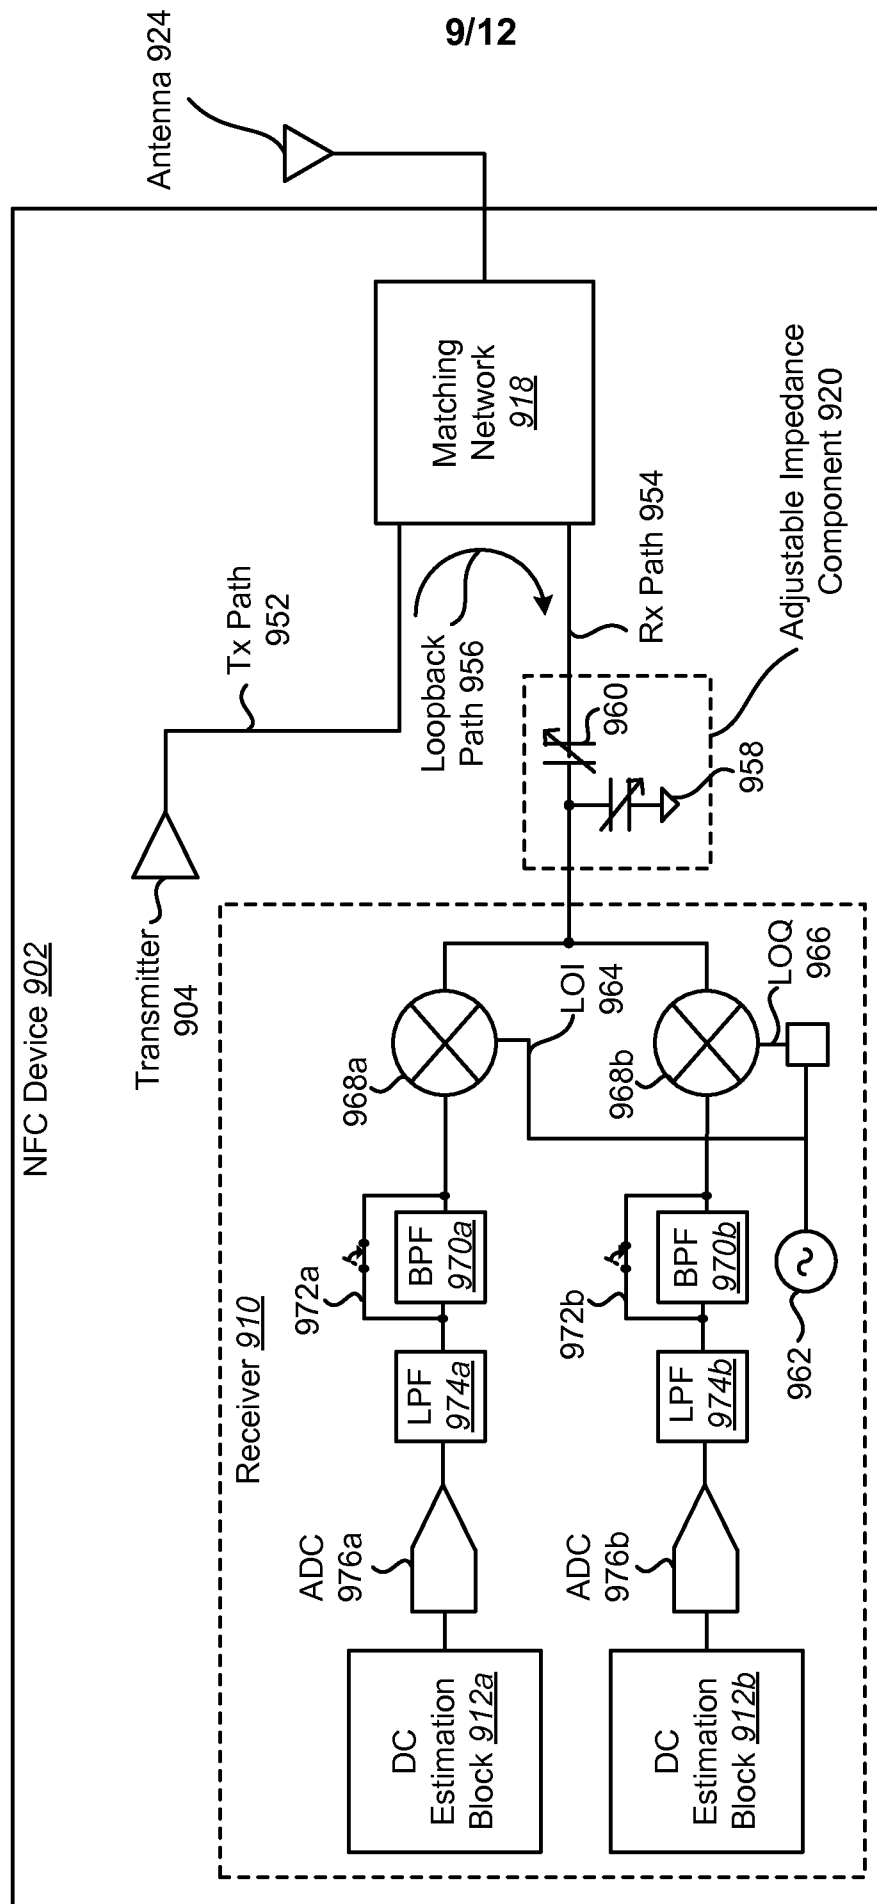 9/12
Antenna 924
NFC Device 902
Matching
Network
918
Tx Path
952
Loopback
Path 956
Rx Path 954
Adjustable Impedance
Component 920
960
958
Transmitter
904
Receiver 910
968a
LOI
964
968b
LOQ
966
972a
BPF
970a
972b
BPF
970b
962
LPF
974a
LPF
974b
ADC
976a
ADC
976b
DC
Estimation
Block 912a
DC
Estimation
Block 912b